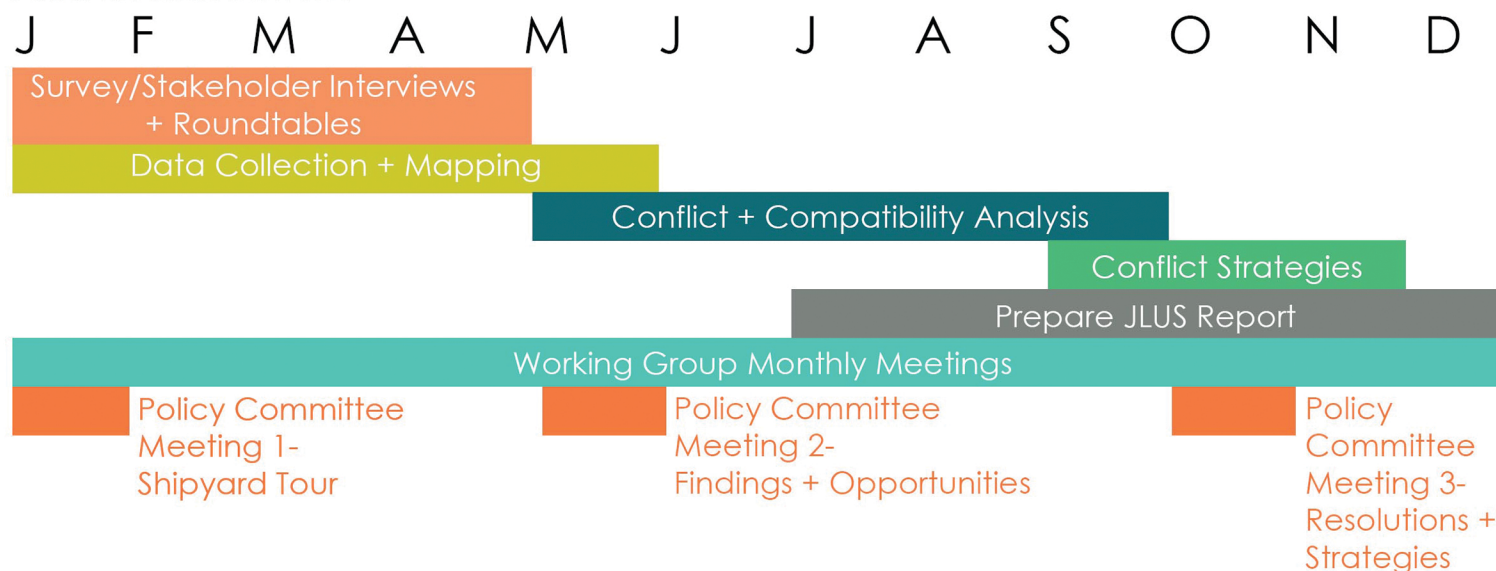 J F M A M J J A S O N D
Survey/Stakeholder Interviews
+ Roundtables
Data Collection + Mapping
Conflict + Compatibility Analysis
Conflict Strategies
Prepare JLUS Report
Working Group Monthly Meetings
Policy Committee
Meeting 1-
Shipyard Tour
Policy Committee
Meeting 2-
Findings + Opportunities
Policy
Committee
Meeting 3-
Resolutions +
Strategies